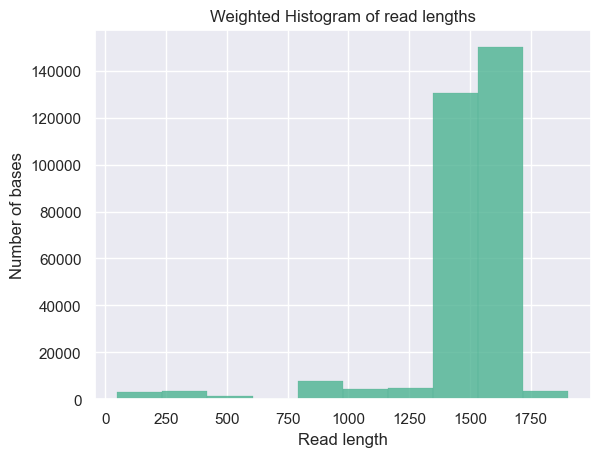 Weighted Histogram of read lengths
Number of bases
140000
120000
100000
80000
60000
40000
20000
0
0 250 500 750 1000 1250 1500 1750
Read length